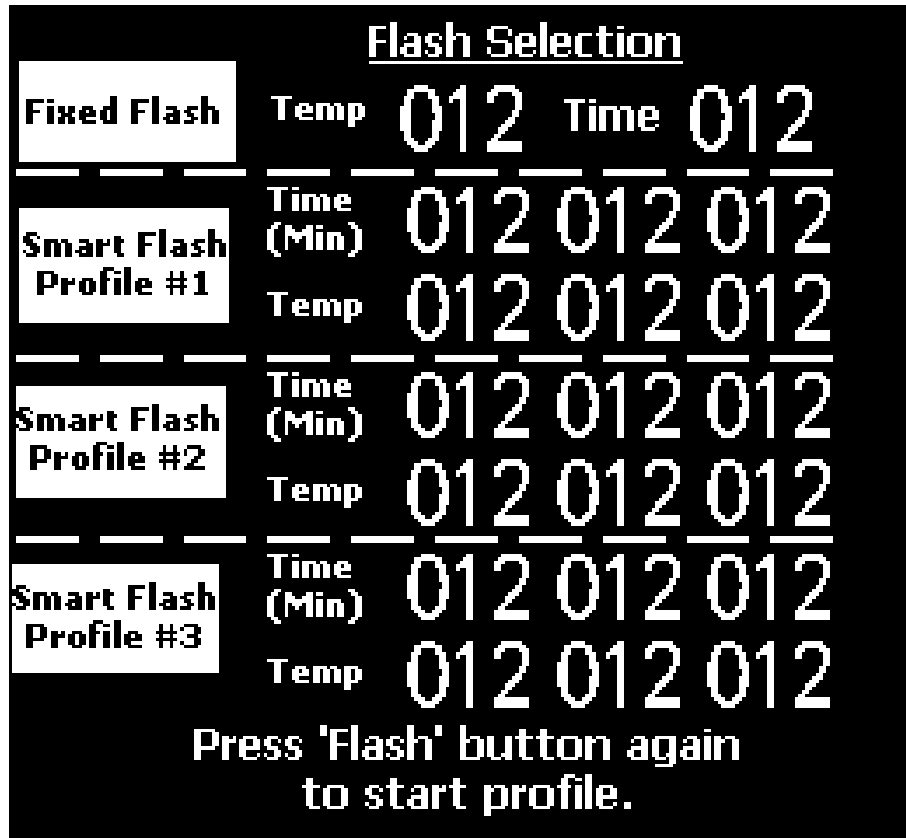 Flash Selection
Fixed Flash Temp 012 Time 012
Time
(Min) 012 012 012
Smart Flash
Profile #1
Temp 012 012 012
Time
(Min) 012 012 012
Smart Flash
Profile #2
Temp 012 012 012
Time
(Min) 012 012 012
Smart Flash
Profile #3
Temp 012 012 012
Press 'Flash' button again
to start profile.